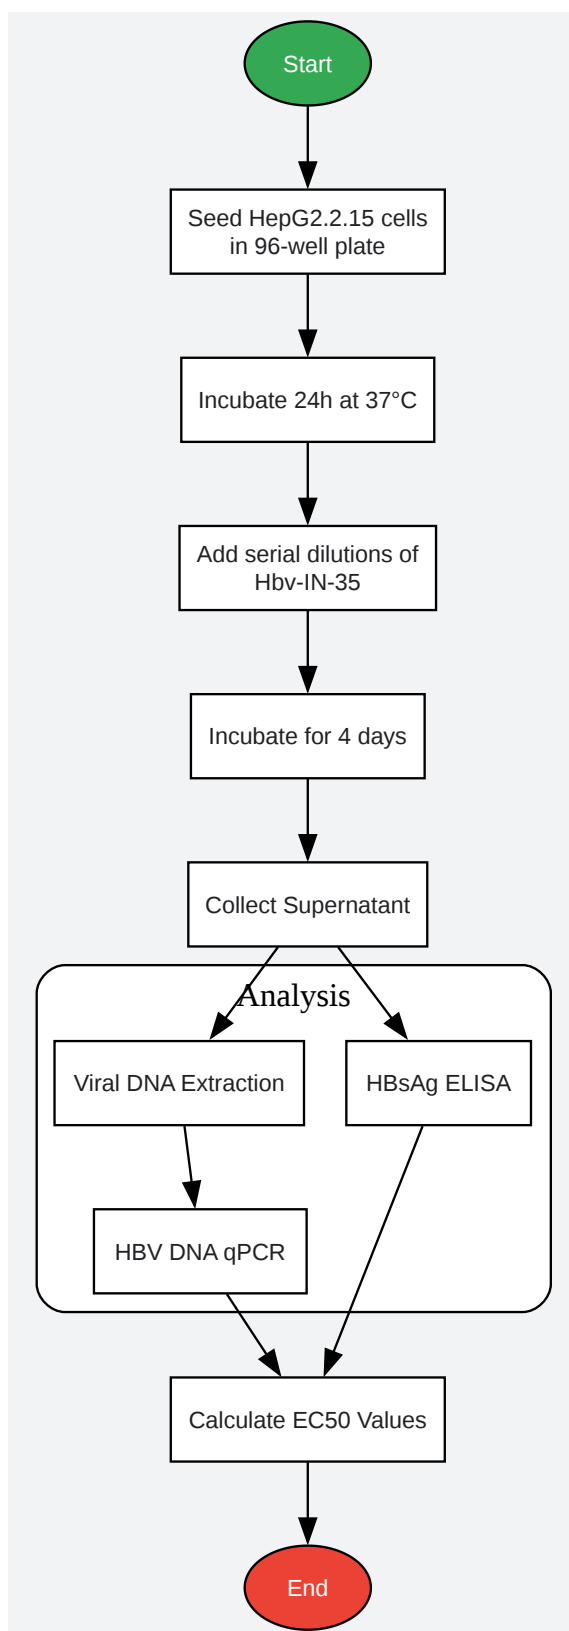 Start
Seed HepG2.2.15 cells
in 96-well plate
Incubate 24h at 37°C
Add serial dilutions of
Hbv-IN-35
Incubate for 4 days
Collect Supernatant
Analysis
Viral DNA Extraction
HBsAg ELISA
HBV DNA qPCR
Calculate EC50 Values
End